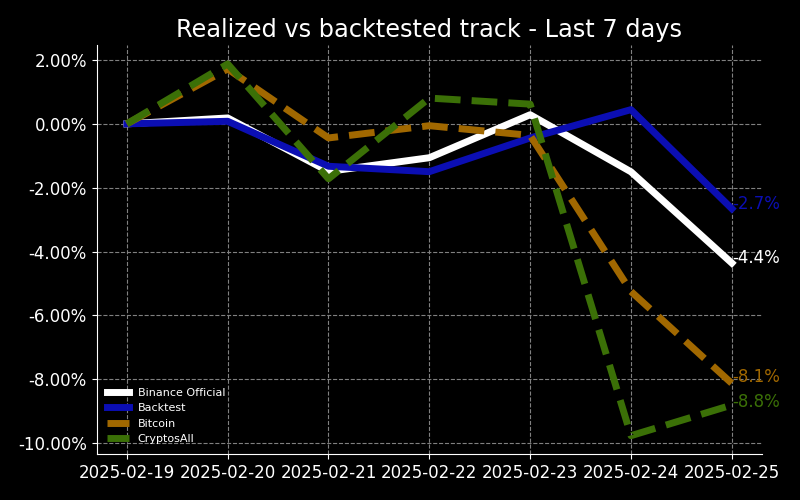 Realized vs backtested track - Last 7 days
2.00%
0.00%
-2.00%
-4.00%
-6.00%
-8.00%
-10.00%
-2.7%
-4.4%
-8.1%
-8.8%
Binance Official
Backtest
Bitcoin
CryptosAll
2025-02-19 2025-02-20 2025-02-21 2025-02-22 2025-02-23 2025-02-24 2025-02-25